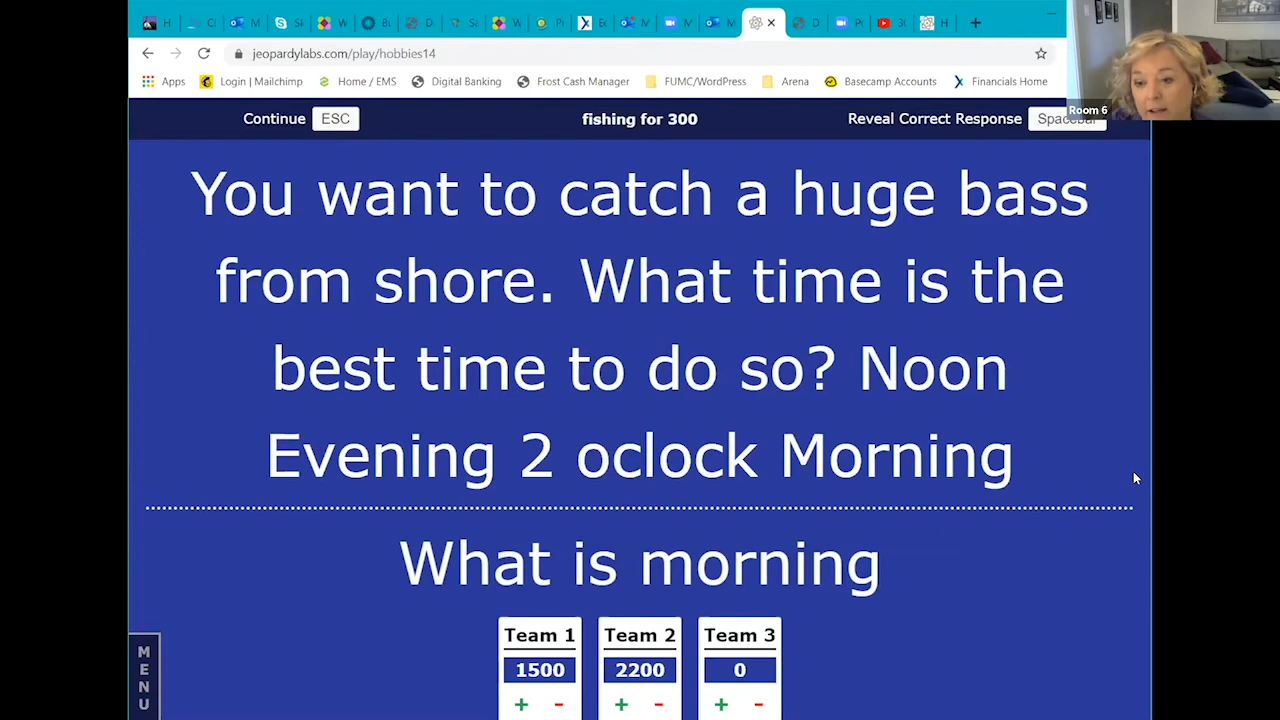 jeopardylabs.com/play/hobbies14
Apps Login | Mailchimp Home / EMS Digital Banking Frost Cash Manager FUMC/WordPress Arena Basecamp Accounts Financials Home
Room 6
Continue ESC fishing for 300 Reveal Correct Response Spacebar
You want to catch a huge bass
from shore. What time is the
best time to do so? Noon
Evening 2 oclock Morning
What is morning
MENU
Team 1 Team 2 Team 3
1500 2200 0
+ - + - + -